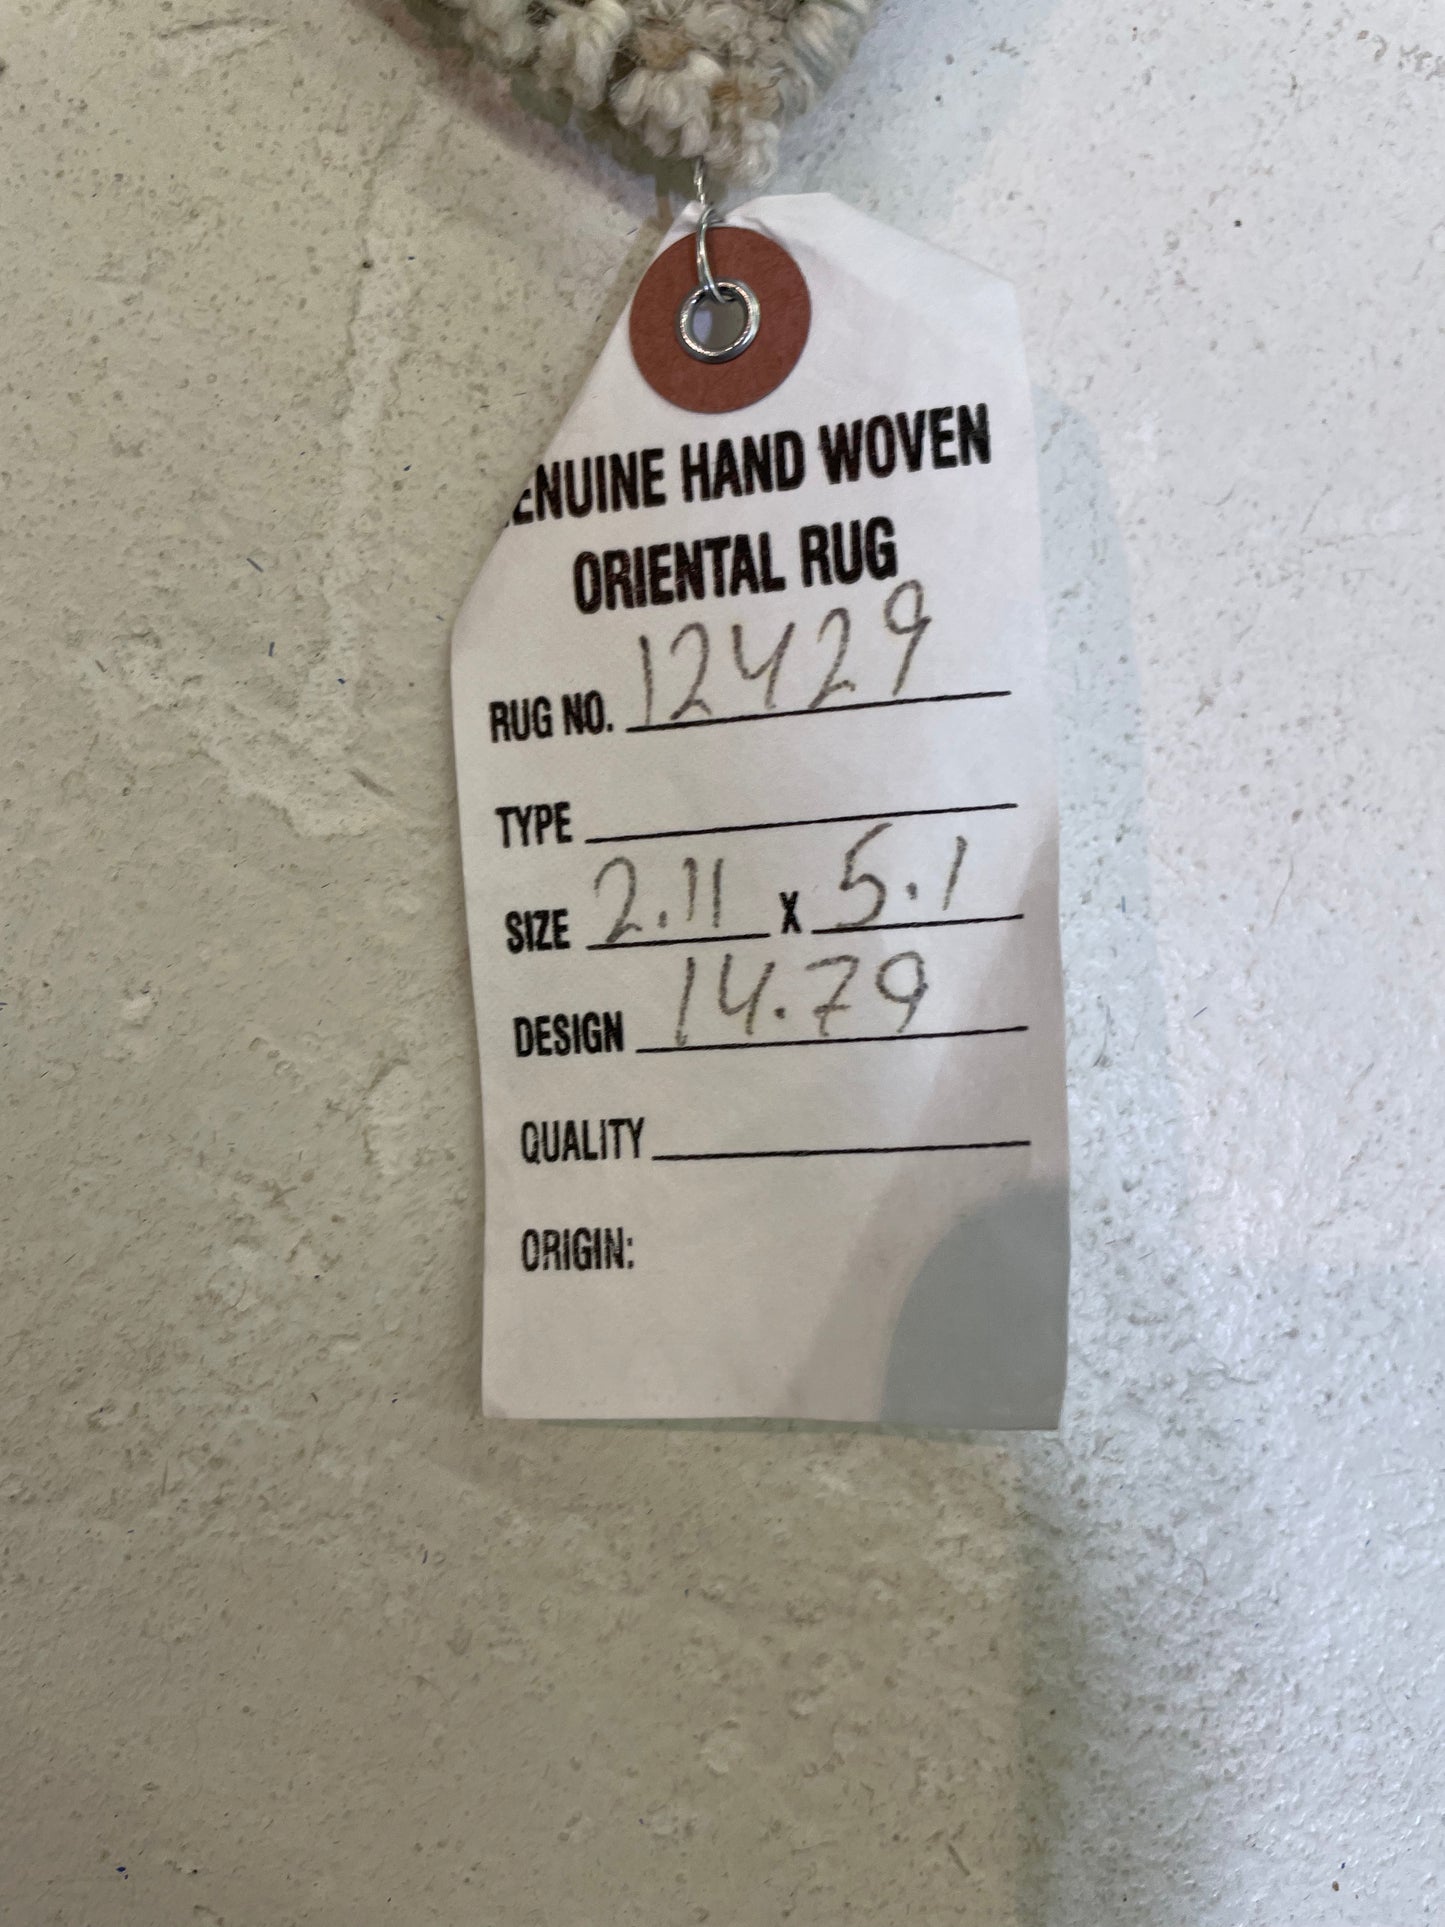 ENUINE HAND WOVEN
ORIENTAL RUG
RUG NO. 12429
TYPE
SIZE 2.11 X 5.1
DESIGN 14.79
QUALITY
ORIGIN: